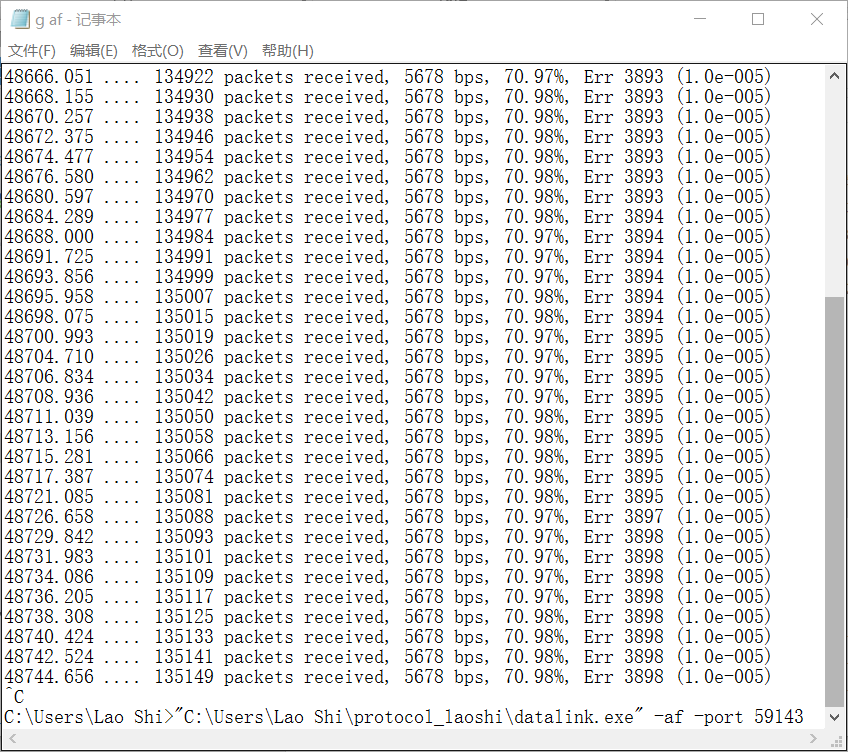 g af - 记事本
文件(F) 编辑(E) 格式(O) 查看(V) 帮助(H)
48666.051 .... 134922 packets received, 5678 bps, 70.97%, Err 3893 (1.0e-005)
48668.155 .... 134930 packets received, 5678 bps, 70.98%, Err 3893 (1.0e-005)
48670.257 .... 134938 packets received, 5678 bps, 70.98%, Err 3893 (1.0e-005)
48672.375 .... 134946 packets received, 5678 bps, 70.98%, Err 3893 (1.0e-005)
48674.477 .... 134954 packets received, 5678 bps, 70.98%, Err 3893 (1.0e-005)
48676.580 .... 134962 packets received, 5678 bps, 70.98%, Err 3893 (1.0e-005)
48680.597 .... 134970 packets received, 5678 bps, 70.98%, Err 3893 (1.0e-005)
48684.289 .... 134977 packets received, 5678 bps, 70.98%, Err 3894 (1.0e-005)
48688.000 .... 134984 packets received, 5678 bps, 70.97%, Err 3894 (1.0e-005)
48691.725 .... 134991 packets received, 5678 bps, 70.97%, Err 3894 (1.0e-005)
48693.856 .... 134999 packets received, 5678 bps, 70.97%, Err 3894 (1.0e-005)
48695.958 .... 135007 packets received, 5678 bps, 70.98%, Err 3894 (1.0e-005)
48698.075 .... 135015 packets received, 5678 bps, 70.98%, Err 3894 (1.0e-005)
48700.993 .... 135019 packets received, 5678 bps, 70.97%, Err 3895 (1.0e-005)
48704.710 .... 135026 packets received, 5678 bps, 70.97%, Err 3895 (1.0e-005)
48706.834 .... 135034 packets received, 5678 bps, 70.97%, Err 3895 (1.0e-005)
48708.936 .... 135042 packets received, 5678 bps, 70.97%, Err 3895 (1.0e-005)
48711.039 .... 135050 packets received, 5678 bps, 70.98%, Err 3895 (1.0e-005)
48713.156 .... 135058 packets received, 5678 bps, 70.98%, Err 3895 (1.0e-005)
48715.281 .... 135066 packets received, 5678 bps, 70.98%, Err 3895 (1.0e-005)
48717.387 .... 135074 packets received, 5678 bps, 70.98%, Err 3895 (1.0e-005)
48721.085 .... 135081 packets received, 5678 bps, 70.98%, Err 3895 (1.0e-005)
48726.658 .... 135088 packets received, 5678 bps, 70.97%, Err 3897 (1.0e-005)
48729.842 .... 135093 packets received, 5678 bps, 70.97%, Err 3898 (1.0e-005)
48731.983 .... 135101 packets received, 5678 bps, 70.97%, Err 3898 (1.0e-005)
48734.086 .... 135109 packets received, 5678 bps, 70.97%, Err 3898 (1.0e-005)
48736.205 .... 135117 packets received, 5678 bps, 70.97%, Err 3898 (1.0e-005)
48738.308 .... 135125 packets received, 5678 bps, 70.98%, Err 3898 (1.0e-005)
48740.424 .... 135133 packets received, 5678 bps, 70.98%, Err 3898 (1.0e-005)
48742.524 .... 135141 packets received, 5678 bps, 70.98%, Err 3898 (1.0e-005)
48744.656 .... 135149 packets received, 5678 bps, 70.98%, Err 3898 (1.0e-005)
^C
C:\Users\Lao Shi>"C:\Users\Lao Shi\protocol_laoshi\datalink.exe" -af -port 59143